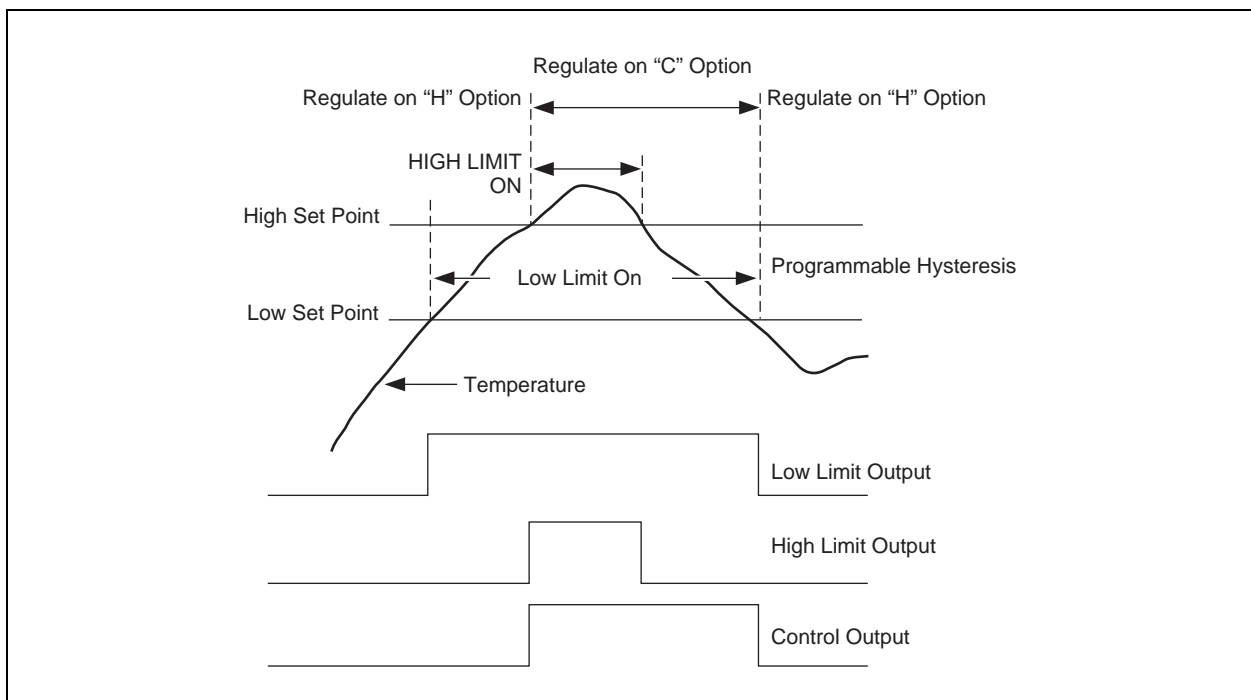 Regulate on “C” Option
Regulate on “H” Option
Regulate on “H” Option
HIGH LIMIT
ON
High Set Point
Programmable Hysteresis
Low Limit On
Low Set Point
Temperature
Low Limit Output
High Limit Output
Control Output